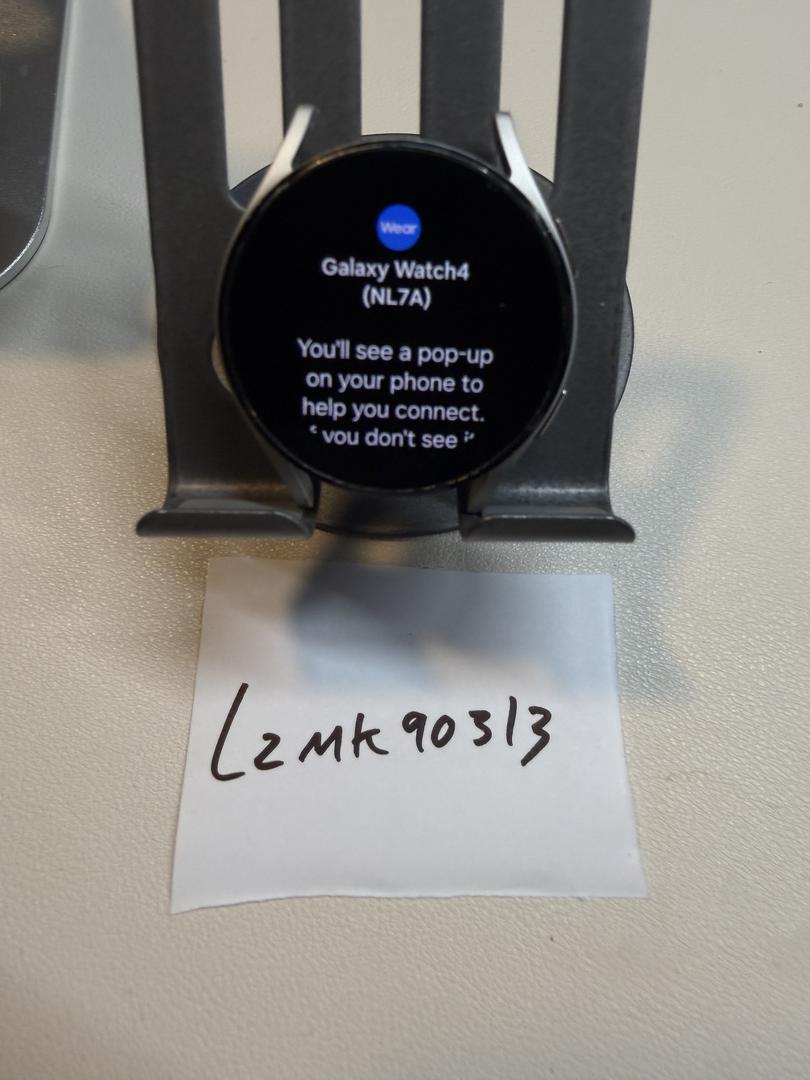 Wear
Galaxy Watch4
(NL7A)
You'll see a pop-up
on your phone to
help you connect.
you don't see
LzMK90313